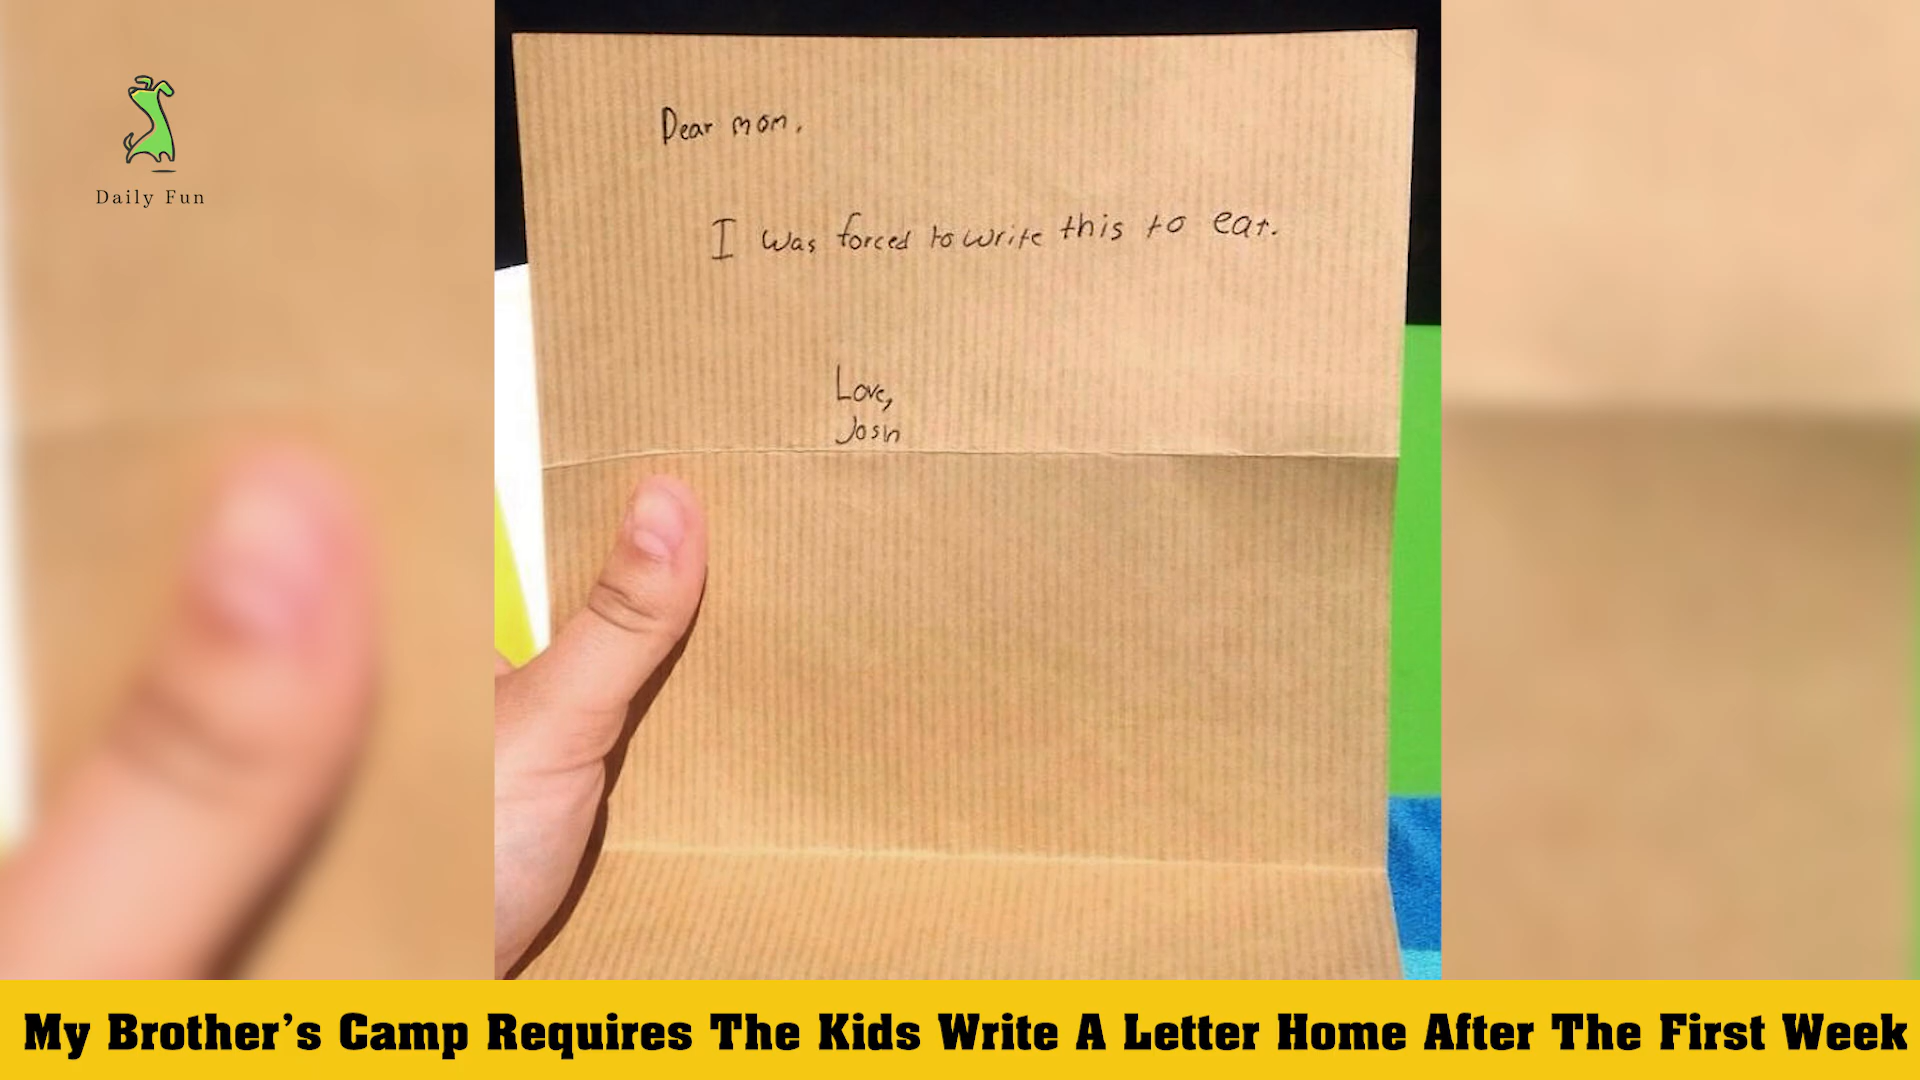 Daily Fun
Dear mom,
I was forced to write this to eat.
Love,
Josh
My Brother's Camp Requires The Kids Write A Letter Home After The First Week